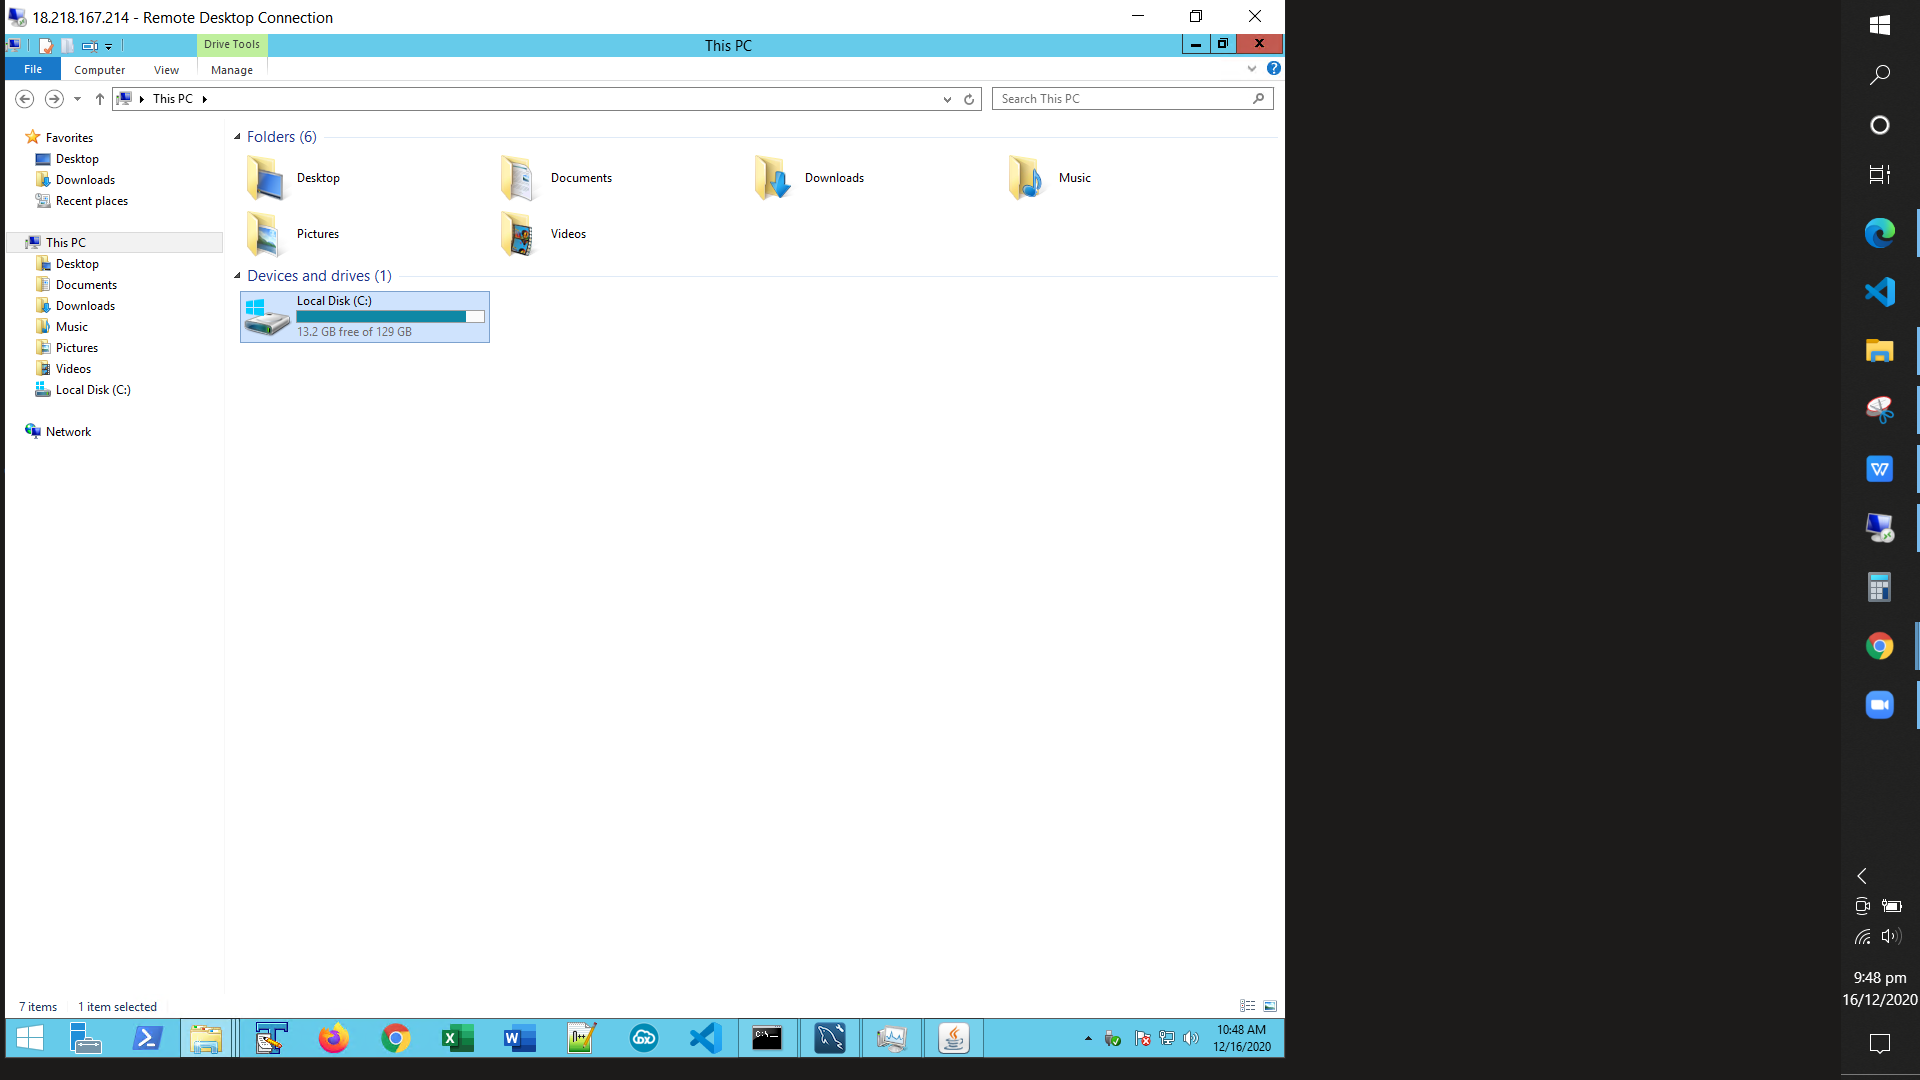 18.218.167.214 - Remote Desktop Connection
Drive Tools
This PC
File
Computer
View
Manage
This PC
Search This PC
Favorites
Desktop
Downloads
Recent places
This PC
Desktop
Documents
Downloads
Music
Pictures
Videos
Local Disk (C:)
Network
Folders (6)
Desktop
Documents
Downloads
Music
Pictures
Videos
Devices and drives (1)
Local Disk (C:)
13.2 GB free of 129 GB
7 items
1 item selected
10:48 AM
12/16/2020
9:48 pm
16/12/2020